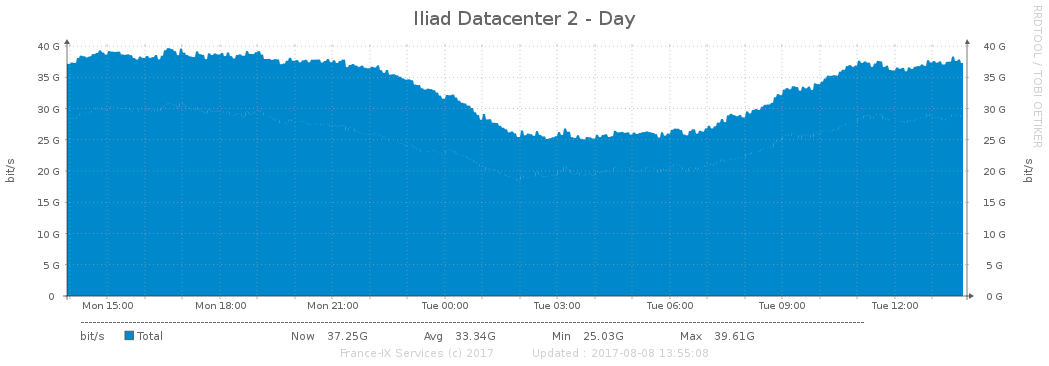 Iliad Datacenter 2 - Day
RRDTOOL / TOBI OETIKER
40 G 40 G
35 G 35 G
30 G 30 G
25 G 25 G
20 G 20 G
15 G 15 G
10 G 10 G
5 G 5 G
0 0 G
bit/s bit/s
Mon 15:00 Mon 18:00 Mon 21:00 Tue 00:00 Tue 03:00 Tue 06:00 Tue 09:00 Tue 12:00
bit/s Total Now 37.25G Avg 33.34G Min 25.03G Max 39.61G
France-IX Services (c) 2017 Updated : 2017-08-08 13:55:08